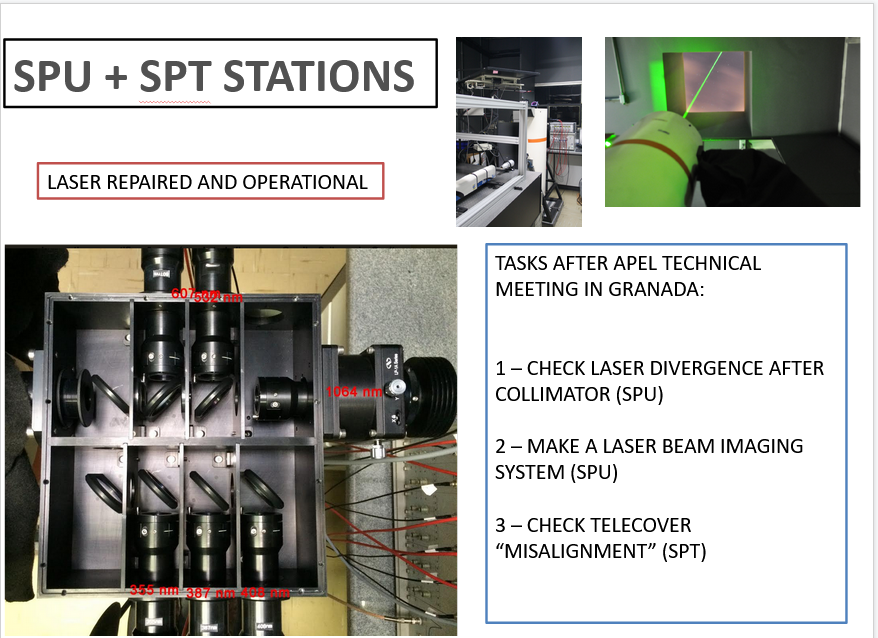 SPU + SPT STATIONS
LASER REPAIRED AND OPERATIONAL
TASKS AFTER APEL TECHNICAL
MEETING IN GRANADA:
1 – CHECK LASER DIVERGENCE AFTER
COLLIMATOR (SPU)
2 – MAKE A LASER BEAM IMAGING
SYSTEM (SPU)
3 – CHECK TELECOVER
“MISALIGNMENT” (SPT)
607 nm
1064 nm
355 nm 387 nm 408 nm